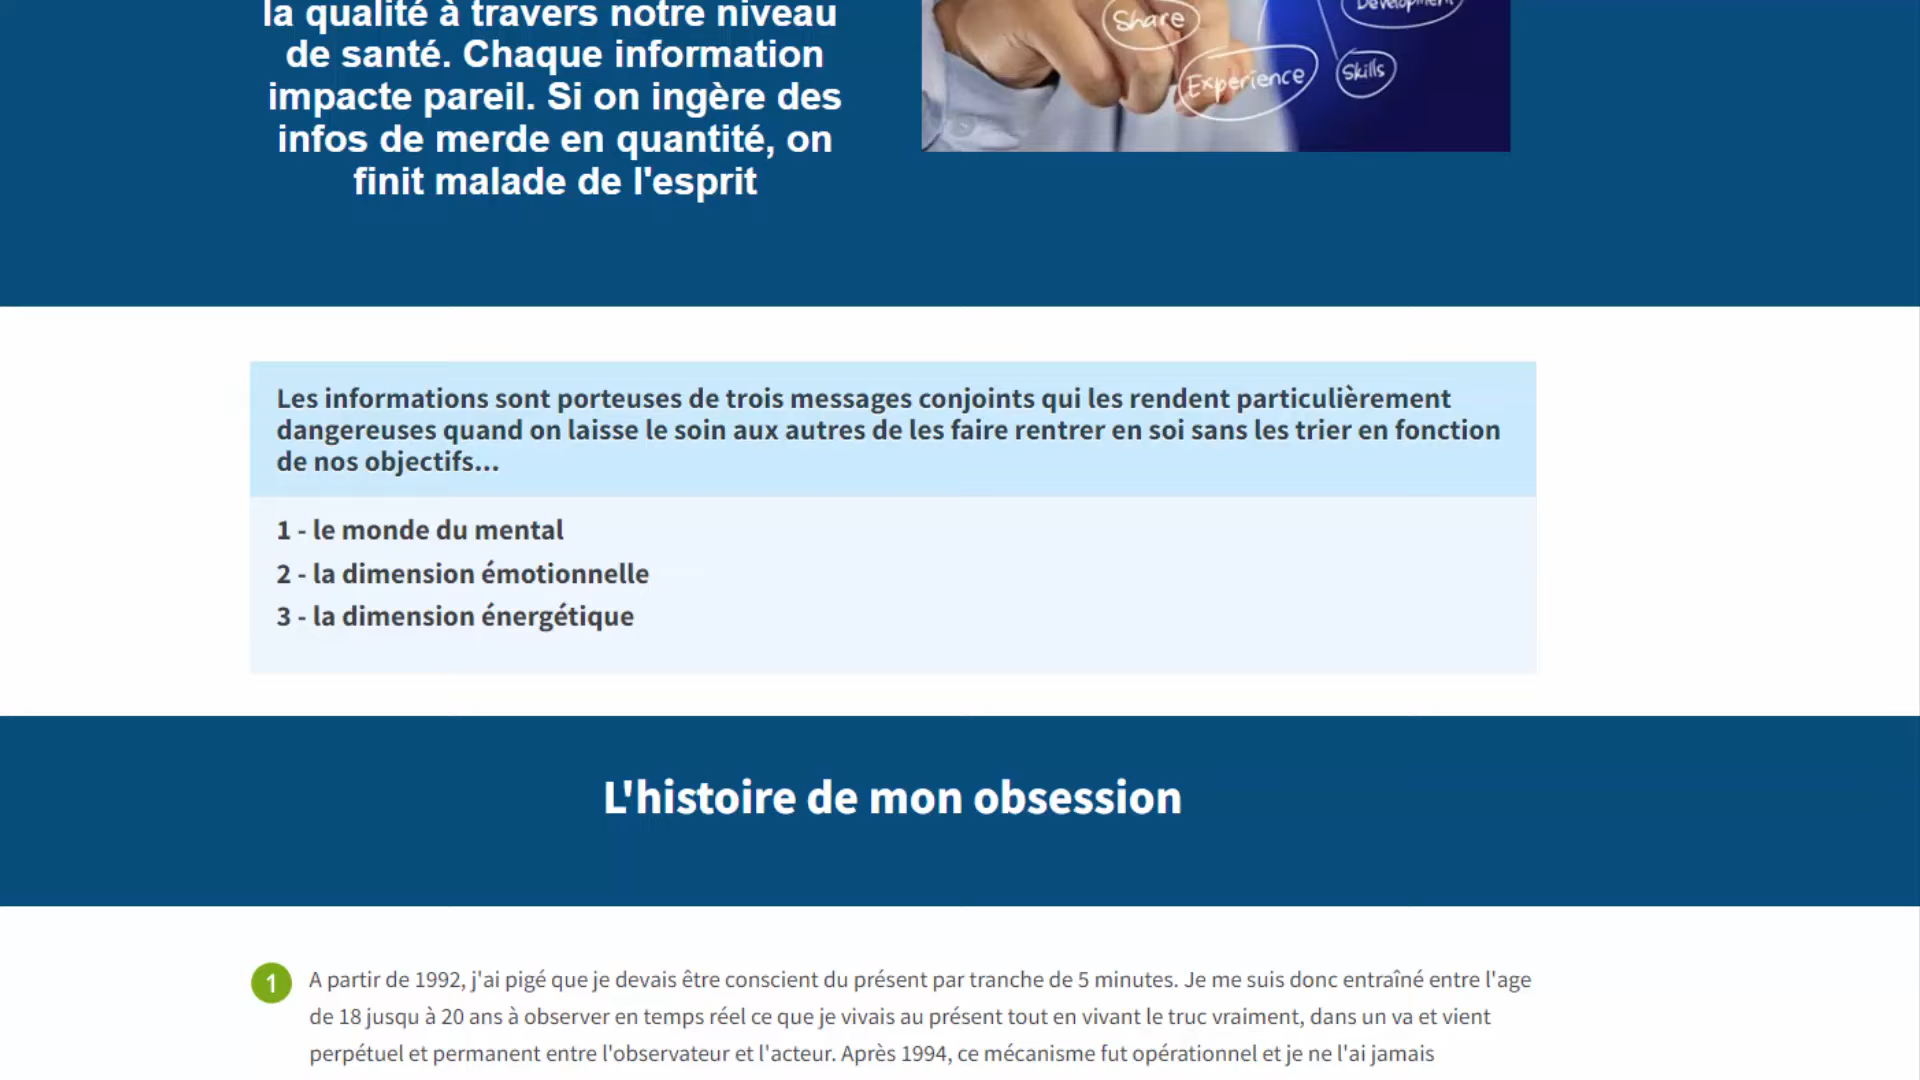 la qualité à travers notre niveau
de santé. Chaque information
impacte pareil. Si on ingère des
infos de merde en quantité, on
finit malade de l'esprit
Share
Development
Experience
Skills
Les informations sont porteuses de trois messages conjoints qui les rendent particulièrement
dangereuses quand on laisse le soin aux autres de les faire rentrer en soi sans les trier en fonction
de nos objectifs...
1 - le monde du mental
2 - la dimension émotionnelle
3 - la dimension énergétique
L'histoire de mon obsession
1
A partir de 1992, j'ai pigé que je devais être conscient du présent par tranche de 5 minutes. Je me suis donc entraîné entre l'age
de 18 jusqu à 20 ans à observer en temps réel ce que je vivais au présent tout en vivant le truc vraiment, dans un va et vient
perpétuel et permanent entre l'observateur et l'acteur. Après 1994, ce mécanisme fut opérationnel et je ne l'ai jamais